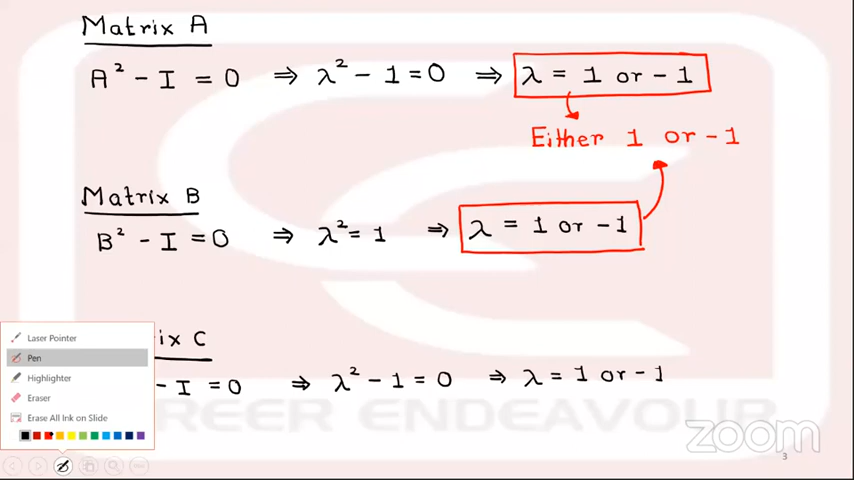 Matrix A
A² - I = 0 ⇒ λ² - 1 = 0 ⇒ λ = 1 or - 1
Either 1 or - 1
Matrix B
B² - I = 0 ⇒ λ² = 1 ⇒ λ = 1 or - 1
ix C
- I = 0 ⇒ λ² - 1 = 0 ⇒ λ = 1 or - 1
Laser Pointer
Pen
Highlighter
Eraser
Erase All Ink on Slide
REER ENDEAVOUR
zoom
3